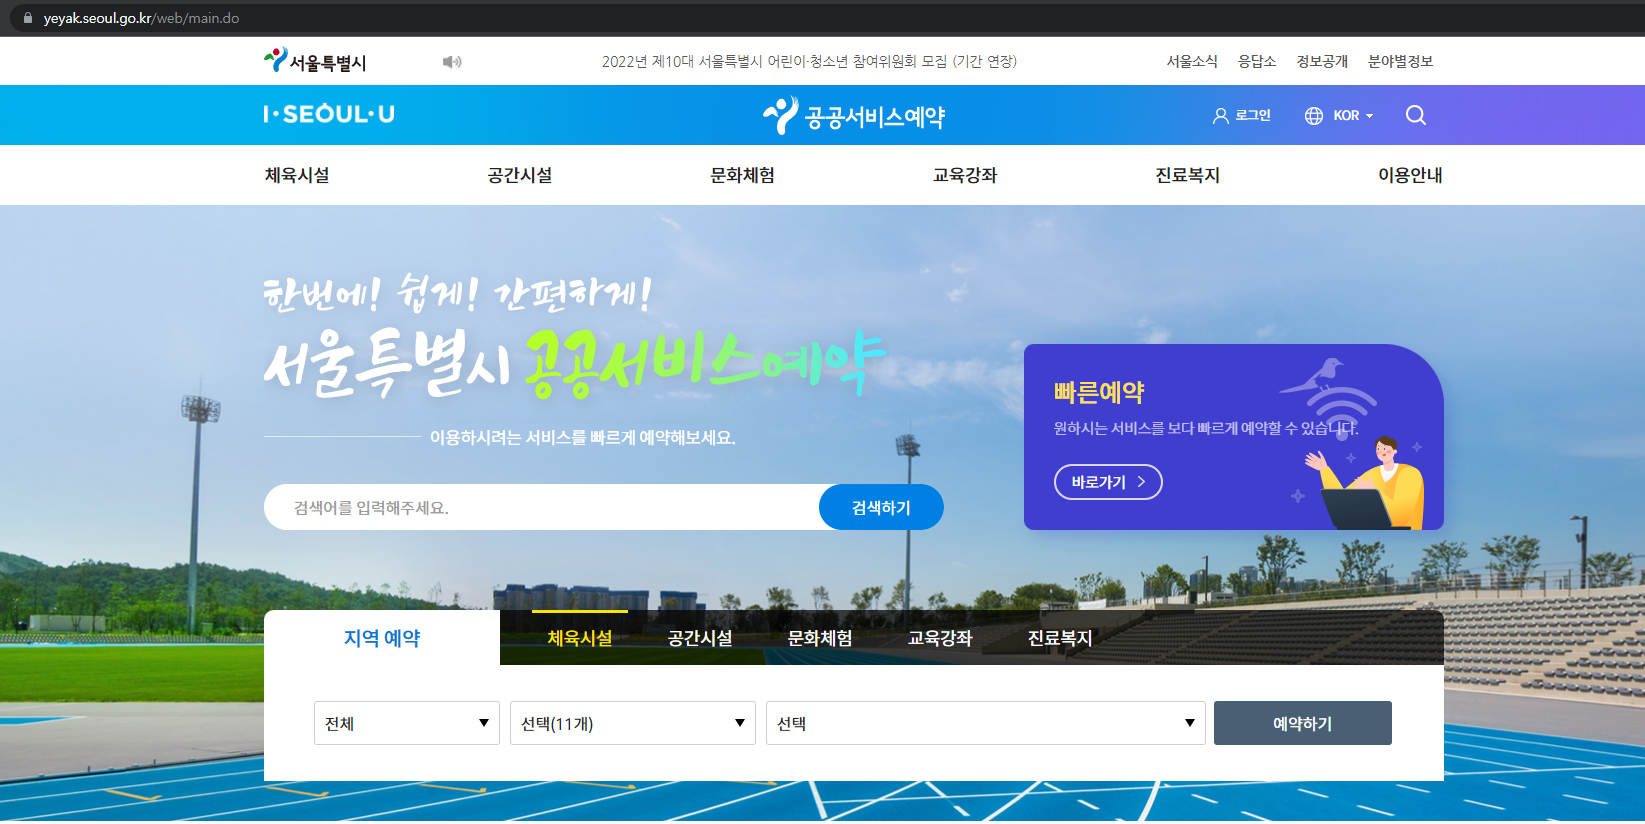 yeyak.seoul.go.kr/web/main.do
서울특별시
2022년 제10대 서울특별시 어린이·청소년 참여위원회 모집 (기간 연장)
서울소식 응답소 정보공개 분야별정보
I·SEOUL·U
공공서비스예약
로그인 KOR
체육시설 공간시설 문화체험 교육강좌 진료복지 이용안내
한번에! 쉽게! 간편하게!
서울특별시 공공서비스예약
이용하시려는 서비스를 빠르게 예약해보세요.
검색어를 입력해주세요. 검색하기
빠른예약
원하시는 서비스를 보다 빠르게 예약할 수 있습니다.
바로가기
지역 예약 체육시설 공간시설 문화체험 교육강좌 진료복지
전체 선택(11개) 선택 예약하기